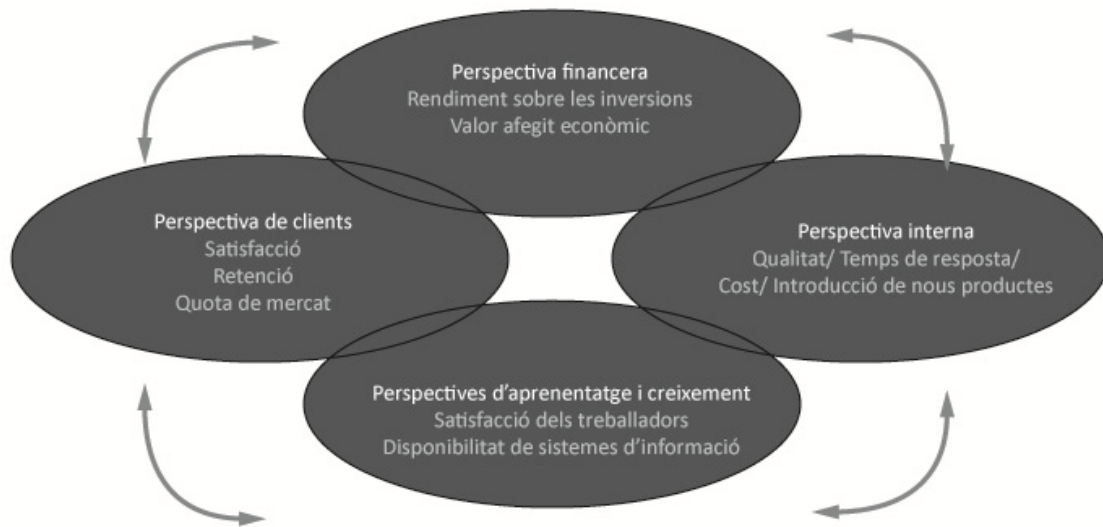 Perspectiva financera
Rendiment sobre les inversions
Valor afegit econòmic
Perspectiva de clients
Satisfacció
Retenció
Quota de mercat
Perspectiva interna
Qualitat/ Temps de resposta/
Cost/ Introducció de nous productes
Perspectives d’aprenentatge i creixement
Satisfacció dels treballadors
Disponibilitat de sistemes d’informació